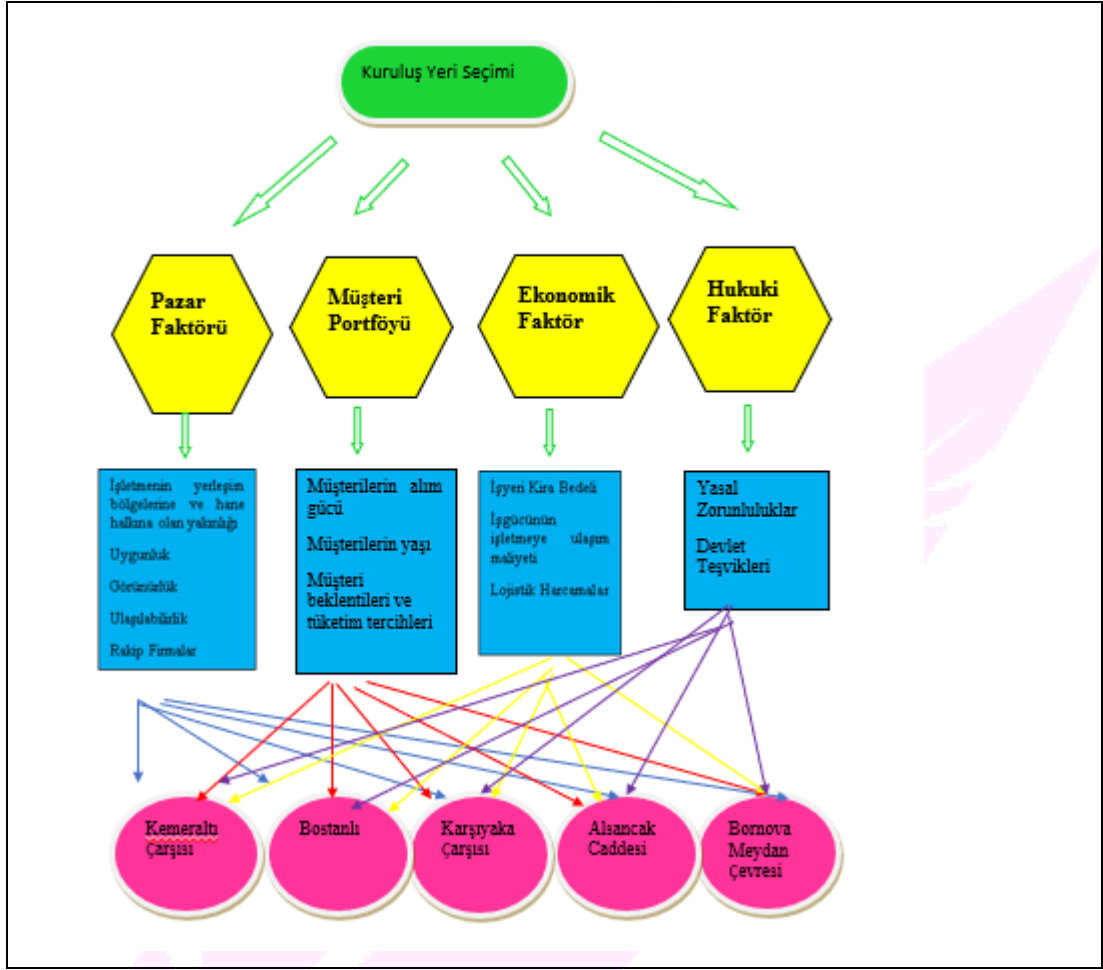 Kuruluş Yeri Seçimi
Pazar
Faktörü
Müşteri
Portföyü
Ekonomik
Faktör
Hukuki
Faktör
İşletmenin yerleşim
bölgelerine ve hane
halkına olan yakınlığı
Uygunluk
Görünürlük
Ulaşılabilirlik
Rakip Firmalar
Müşterilerin alım
gücü
Müşterilerin yaşı
Müşteri
beklentileri ve
tüketim tercihleri
İşyeri Kira Bedeli
İşgücünün
işletmeye ulaşım
maliyeti
Lojistik Harcamalar
Yasal
Zorunluluklar
Devlet
Teşvikleri
Kemeraltı
Çarşısı
Bostanlı
Karşıyaka
Çarşısı
Alsancak
Caddesi
Bornova
Meydan
Çevresi